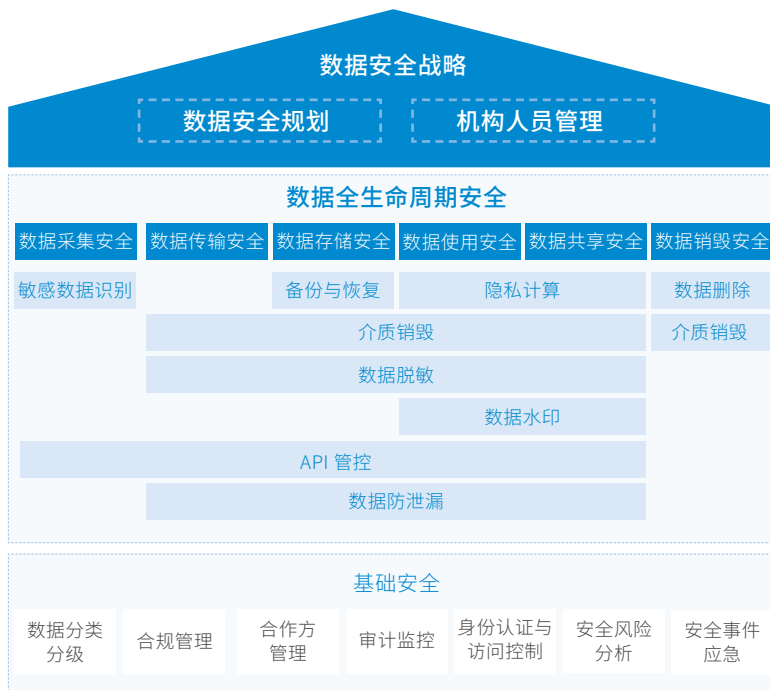 数据安全战略
数据安全规划
机构人员管理
数据全生命周期安全
数据采集安全
数据传输安全
数据存储安全
数据使用安全
数据共享安全
数据销毁安全
敏感数据识别
备份与恢复
隐私计算
数据删除
介质销毁
介质销毁
数据脱敏
数据水印
API 管控
数据防泄漏
基础安全
数据分类
分级
合规管理
合作方
管理
审计监控
身份认证与
访问控制
安全风险
分析
安全事件
应急